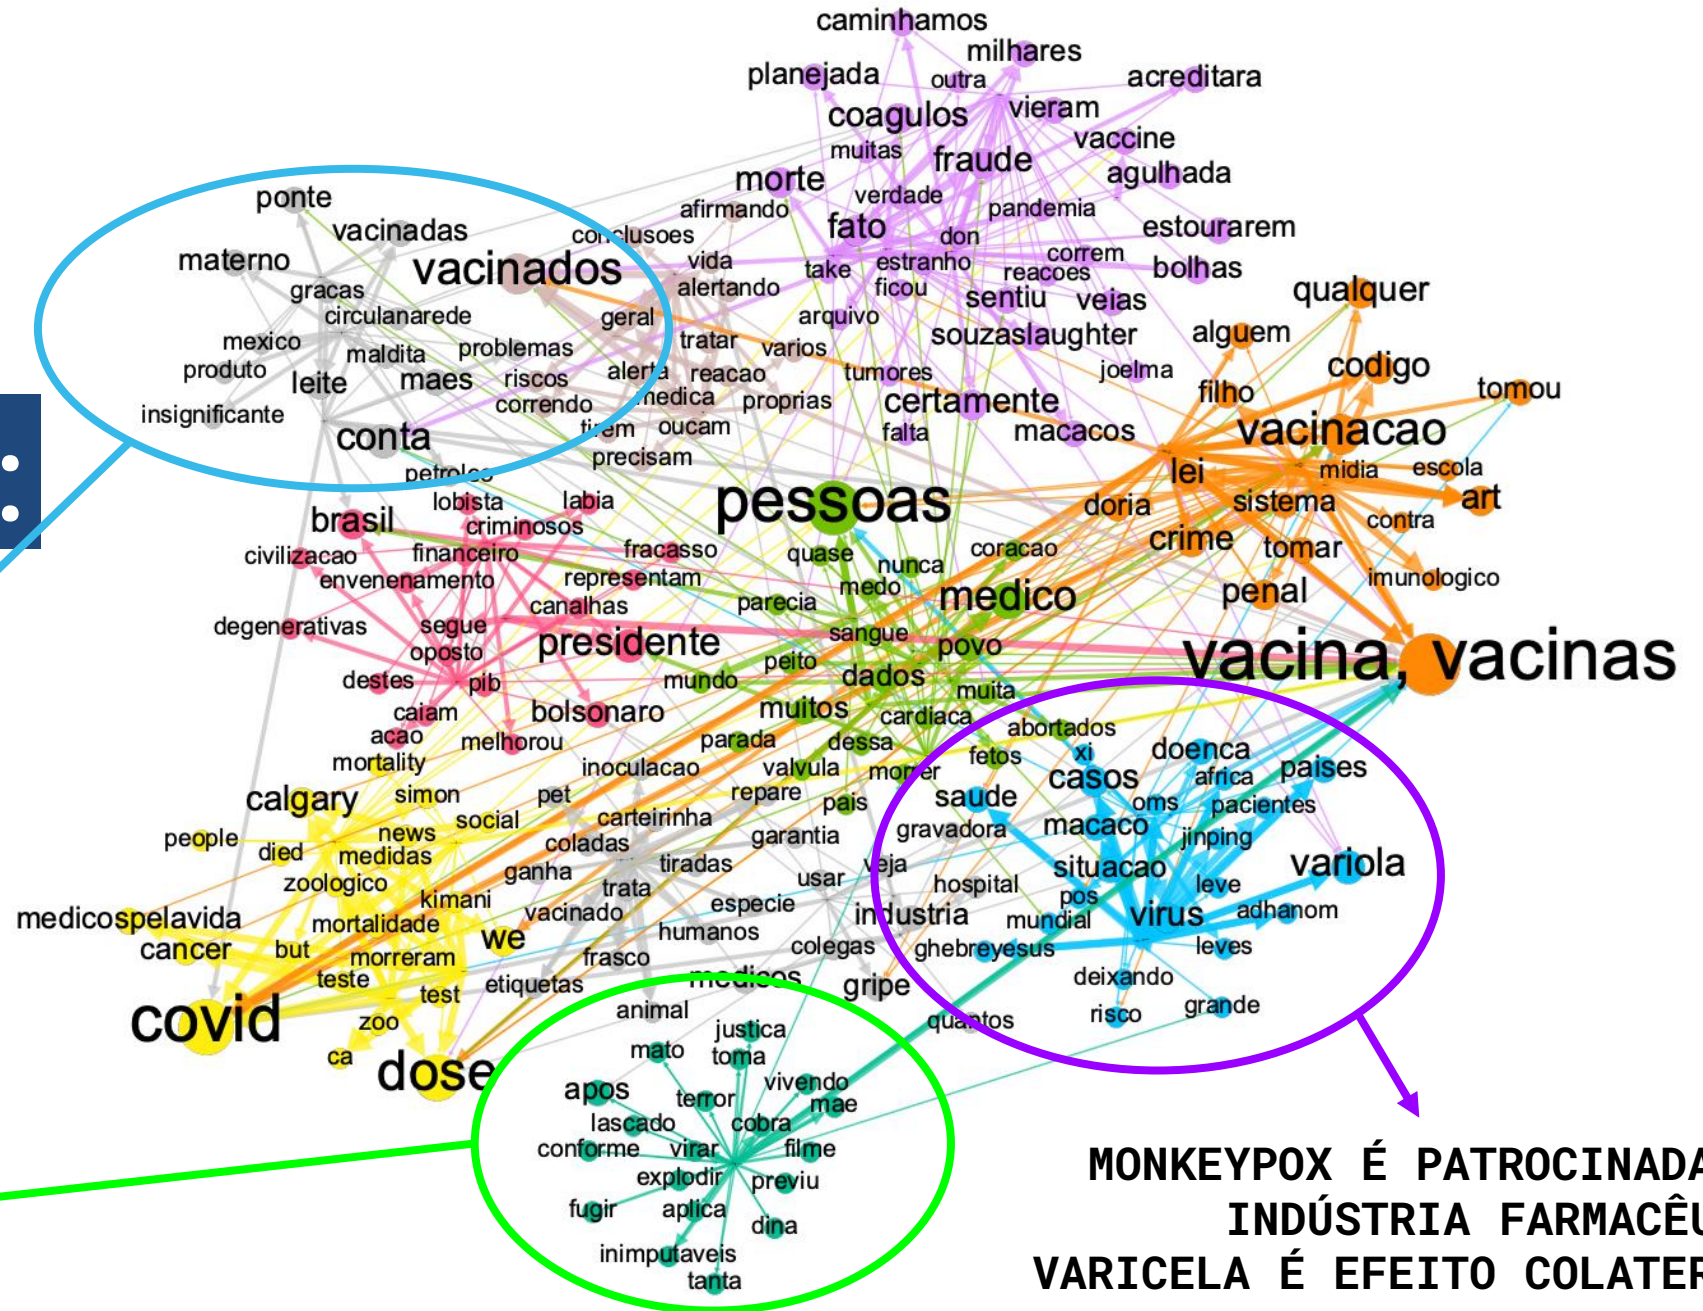 caminhamos
milhares
planejada
outra
acreditara
coagulos
vieram
vaccine
muitas
fraude
agulhada
morte
verdade
afirmando
pandemia
fato
estourarem
ponte
vacinadas
conclusoes
don
correm
materno
vacinados
vida
take
estranho
reacoes
bolhas
gracas
alertando
ficou
sentiu
veias
qualquer
circulanarede
geral
arquivo
souzaslaughter
alguem
mexico
maldita
problemas
tratar
varios
codigo
produto
leite
maes
riscos
alerta
reacao
tumores
joelma
filho
tomou
insignificante
correndo
medica
proprias
certamente
conta
tirem
oucam
falta
macacos
vacinacao
precisam
petroleo
lei
midia
escola
:
lobista
labia
pessoas
doria
sistema
art
brasil
criminosos
contra
civilizacao
financeiro
fracasso
quase
nunca
coracao
crime
tomar
envenenamento
representam
medo
imunologico
canalhas
parecia
medico
penal
degenerativas
segue
presidente
sangue
povo
oposto
peito
vacina, vacinas
destes
pib
mundo
dados
muita
caiam
bolsonaro
muitos
cardiaca
abortados
acao
melhorou
parada
dessa
fetos
xi
doenca
mortality
inoculacao
valvula
morrer
casos
africa
paises
calgary
simon
pet
repare
pais
saude
oms
pacientes
people
news
social
carteirinha
garantia
gravadora
macaco
jinping
died
medidas
coladas
zoologico
ganha
tiradas
veja
situacao
variola
kimani
trata
usar
hospital
pos
leve
medicospelavida
mortalidade
vacinado
especie
industria
mundial
virus
adhanom
cancer
but
we
humanos
colegas
ghebreyesus
leves
morreram
frasco
teste
test
etiquetas
medicos
gripe
deixando
covid
zoo
animal
quantos
risco
grande
ca
dose
justica
mato
toma
apos
vivendo
terror
mae
lascado
cobra
conforme
virar
filme
explodir
previu
fugir
aplica
dina
inimputaveis
tanta
MONKEYPOX É PATROCINADA
INDÚSTRIA FARMACÊU
VARICELA É EFEITO COLATER